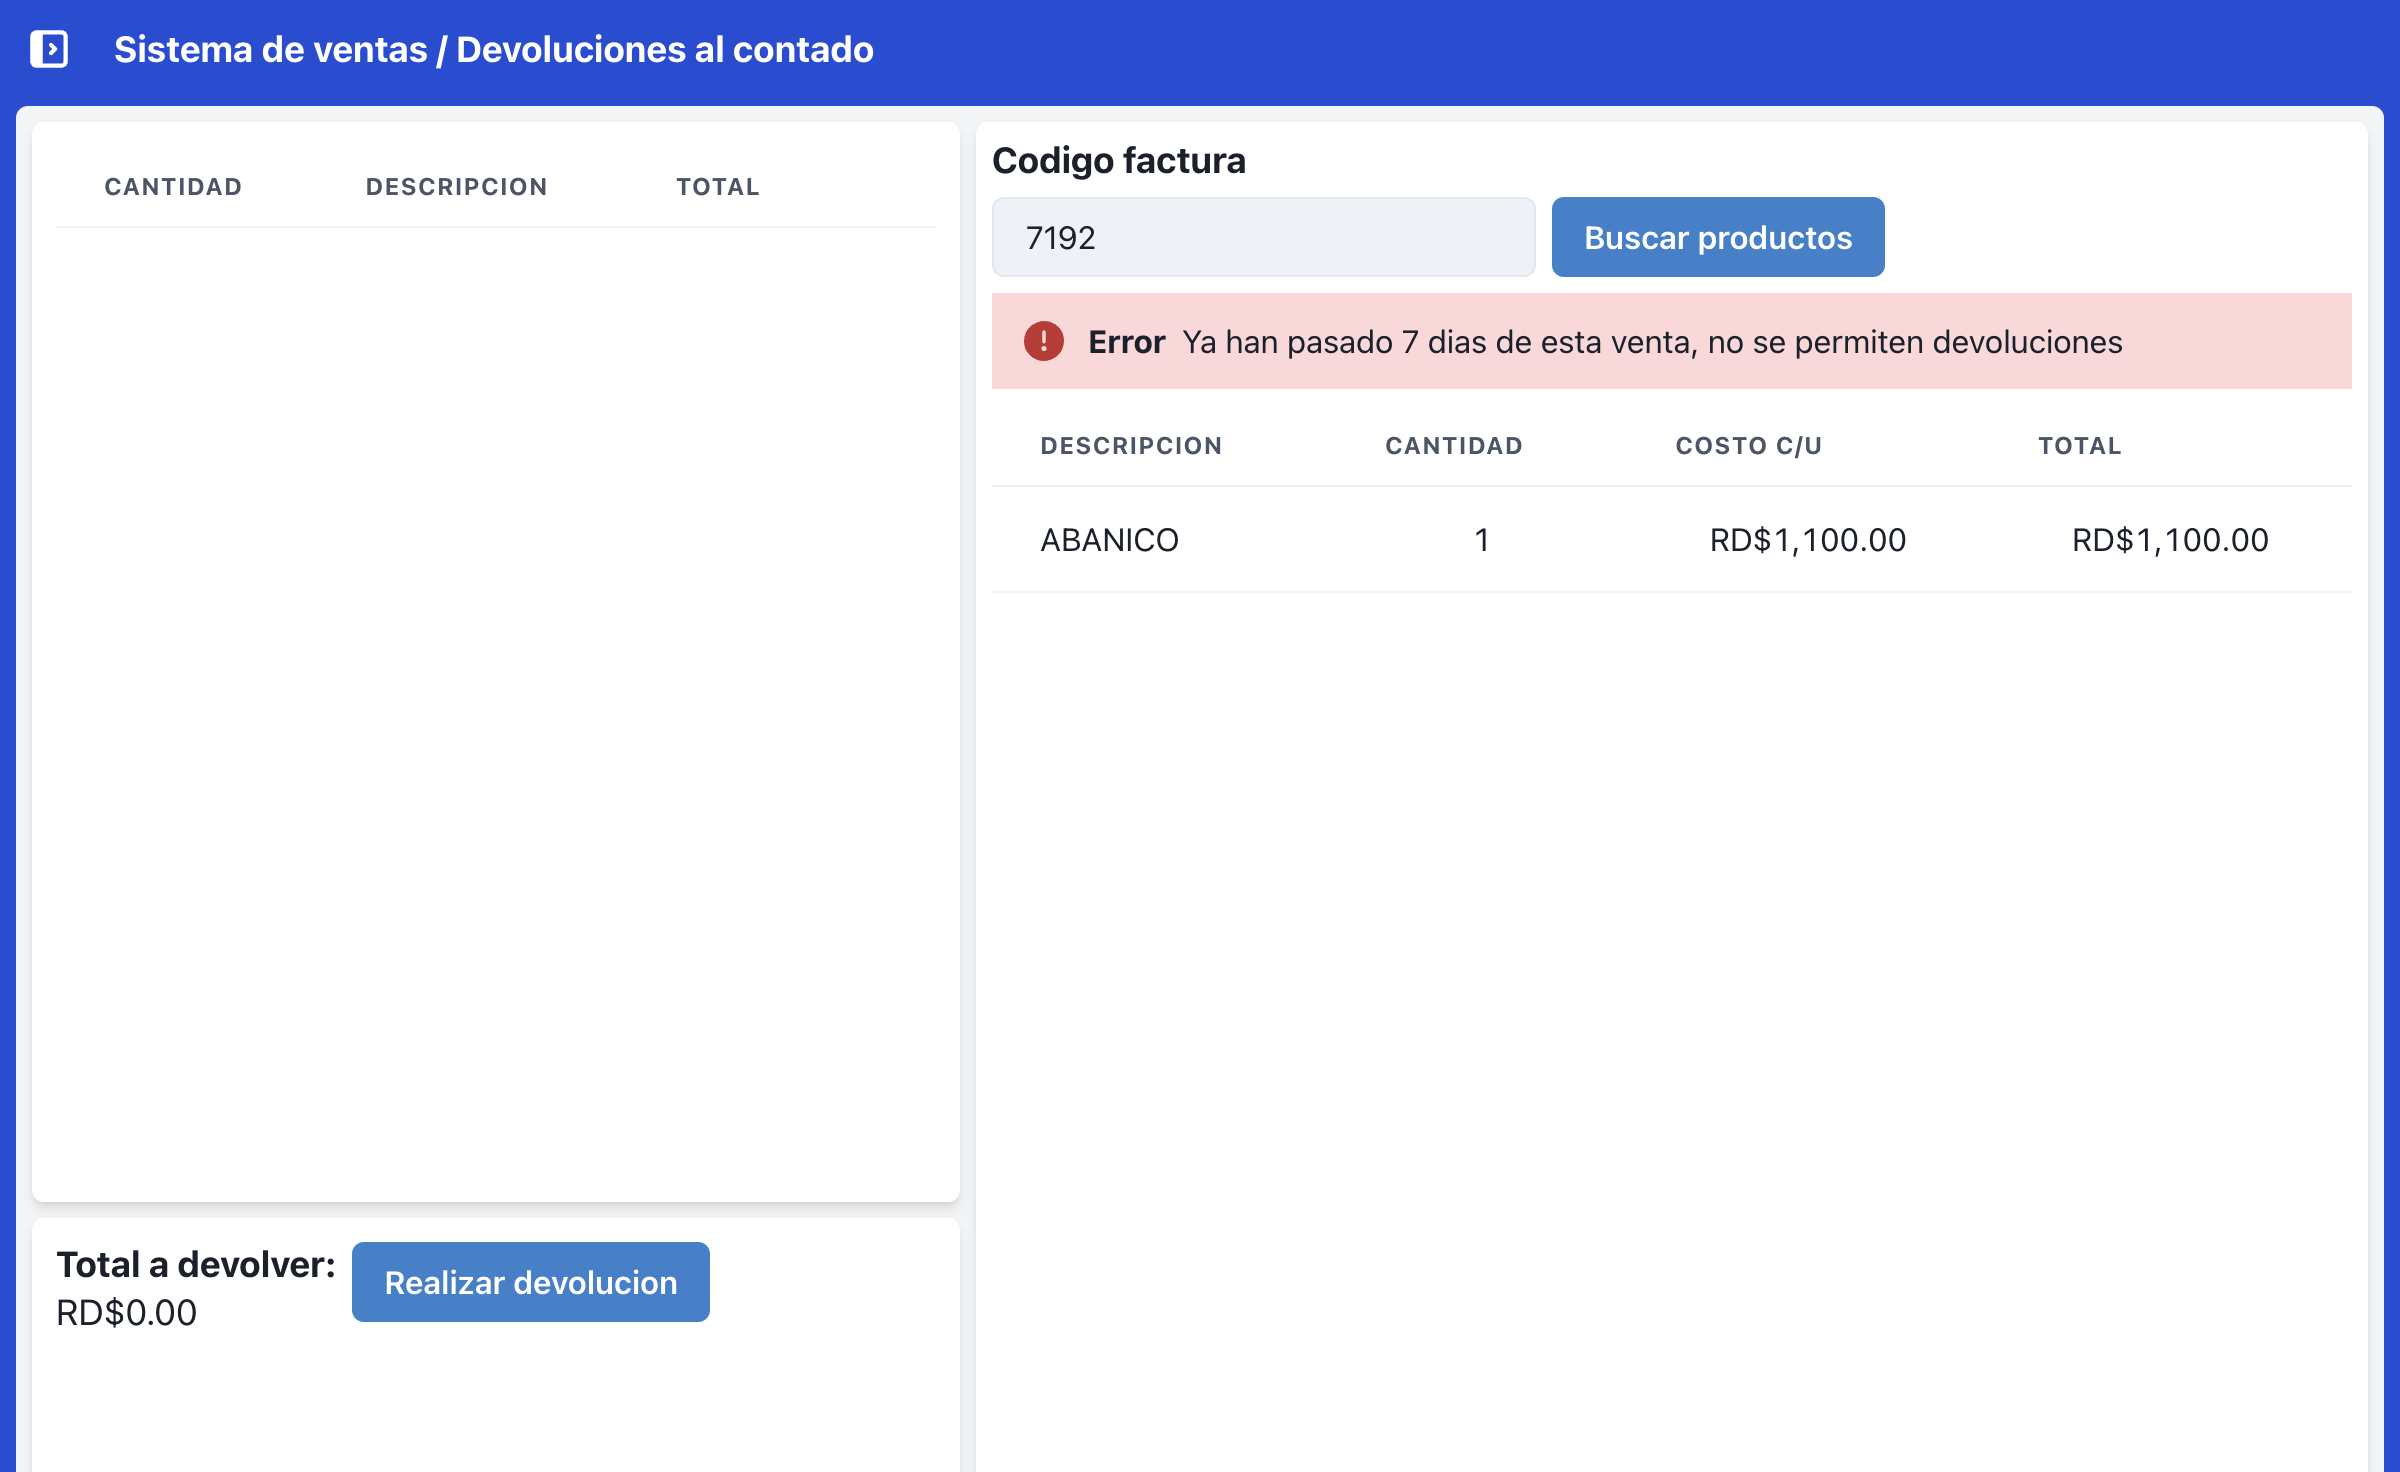 Sistema de ventas / Devoluciones al contado
CANTIDAD DESCRIPCION TOTAL
Total a devolver:
RD$0.00
Realizar devolucion
Codigo factura
7192
Buscar productos
Error Ya han pasado 7 dias de esta venta, no se permiten devoluciones
DESCRIPCION CANTIDAD COSTO C/U TOTAL
ABANICO 1 RD$1,100.00 RD$1,100.00